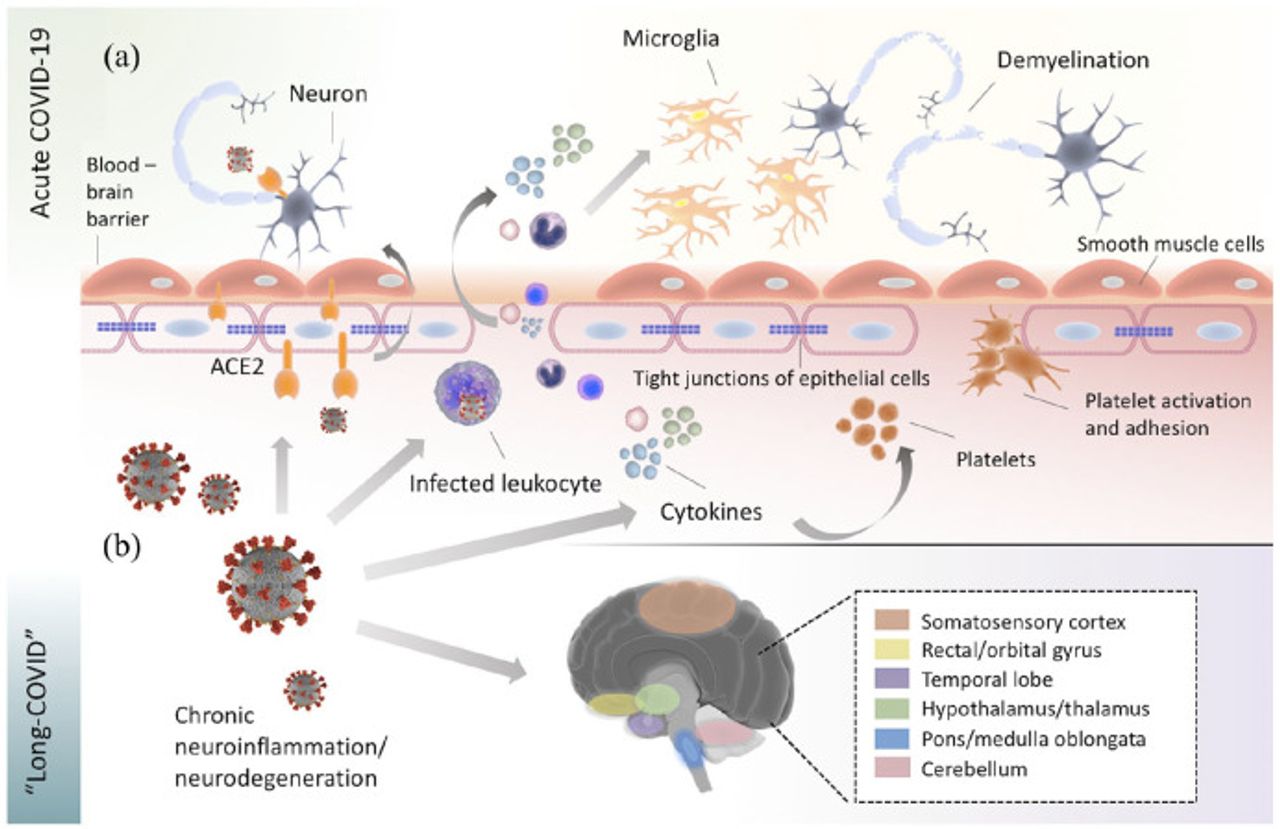 Acute COVID-19
(a)
Neuron
Microglia
Demyelination
Blood –
brain
barrier
Smooth muscle cells
ACE2
Tight junctions of epithelial cells
Platelet activation
and adhesion
Platelets
Infected leukocyte
Cytokines
(b)
"Long-COVID"
Chronic
neuroinflammation/
neurodegeneration
Somatosensory cortex
Rectal/orbital gyrus
Temporal lobe
Hypothalamus/thalamus
Pons/medulla oblongata
Cerebellum